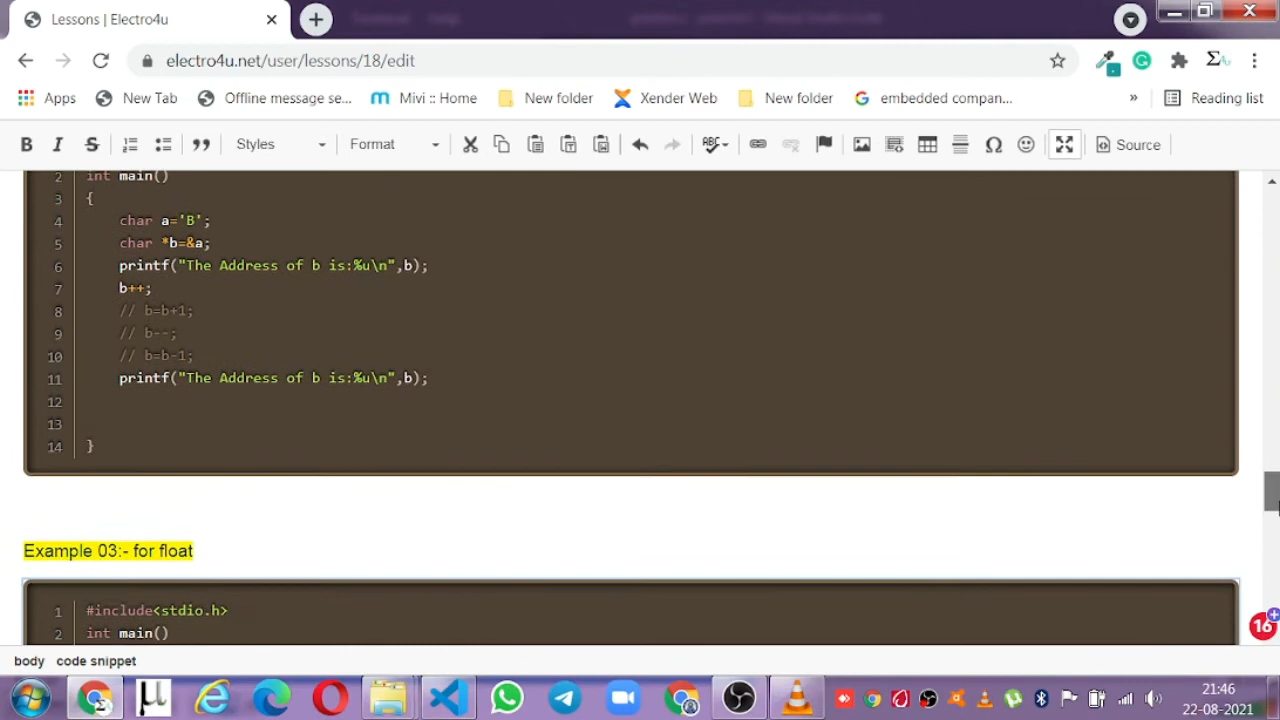 Lessons | Electro4u
electro4u.net/user/lessons/18/edit
Apps New Tab Offline message se... Mivi :: Home New folder Xender Web New folder embedded compan... » Reading list
B I S Styles Format ABC Source
2 int main()
3 {
4 char a='B';
5 char *b=&a;
6 printf("The Address of b is:%u\n",b);
7 b++;
8 // b=b+1;
9 // b--;
10 // b=b-1;
11 printf("The Address of b is:%u\n",b);
12
13
14 }
Example 03:- for float
1 #include<stdio.h>
2 int main()
16
body code snippet
21:46
22-08-2021